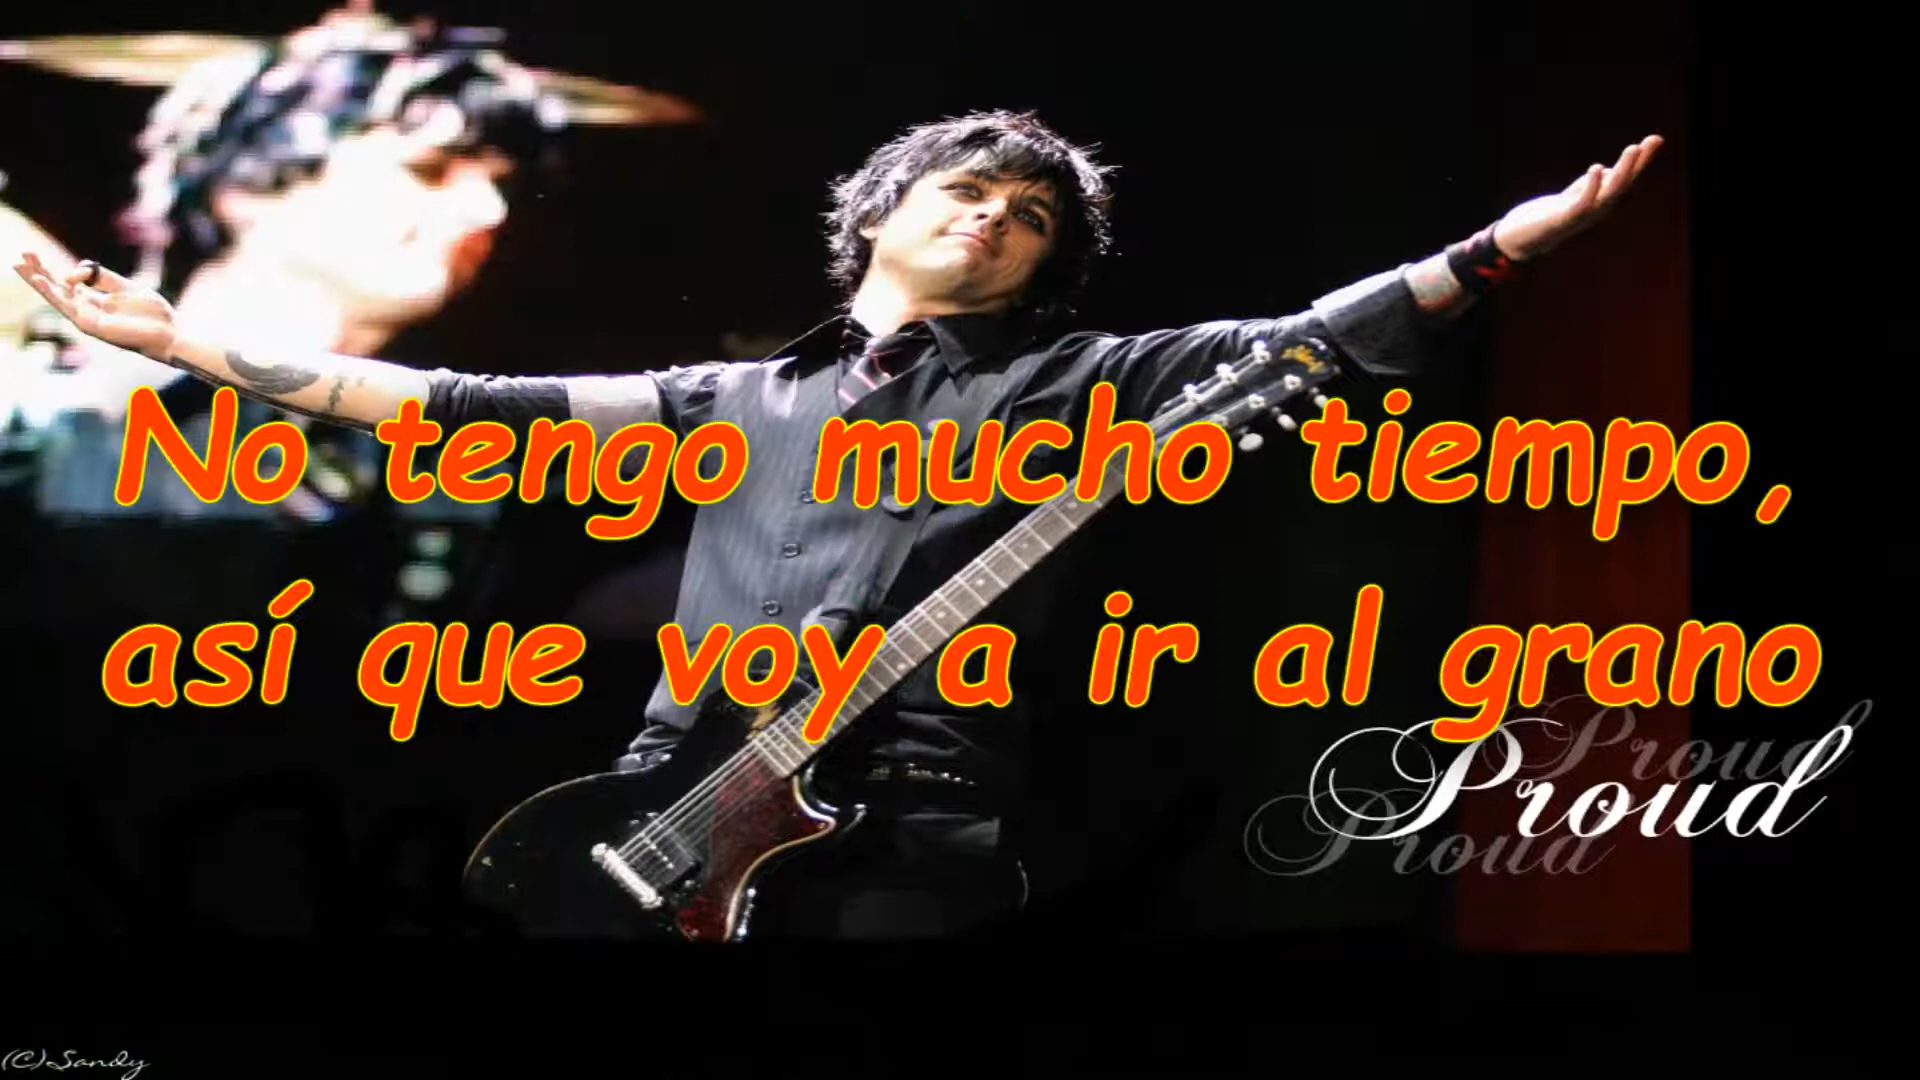 No tengo mucho tiempo,
así que voy a ir al grano
Proud
Proud
Proud
(C)Sandy